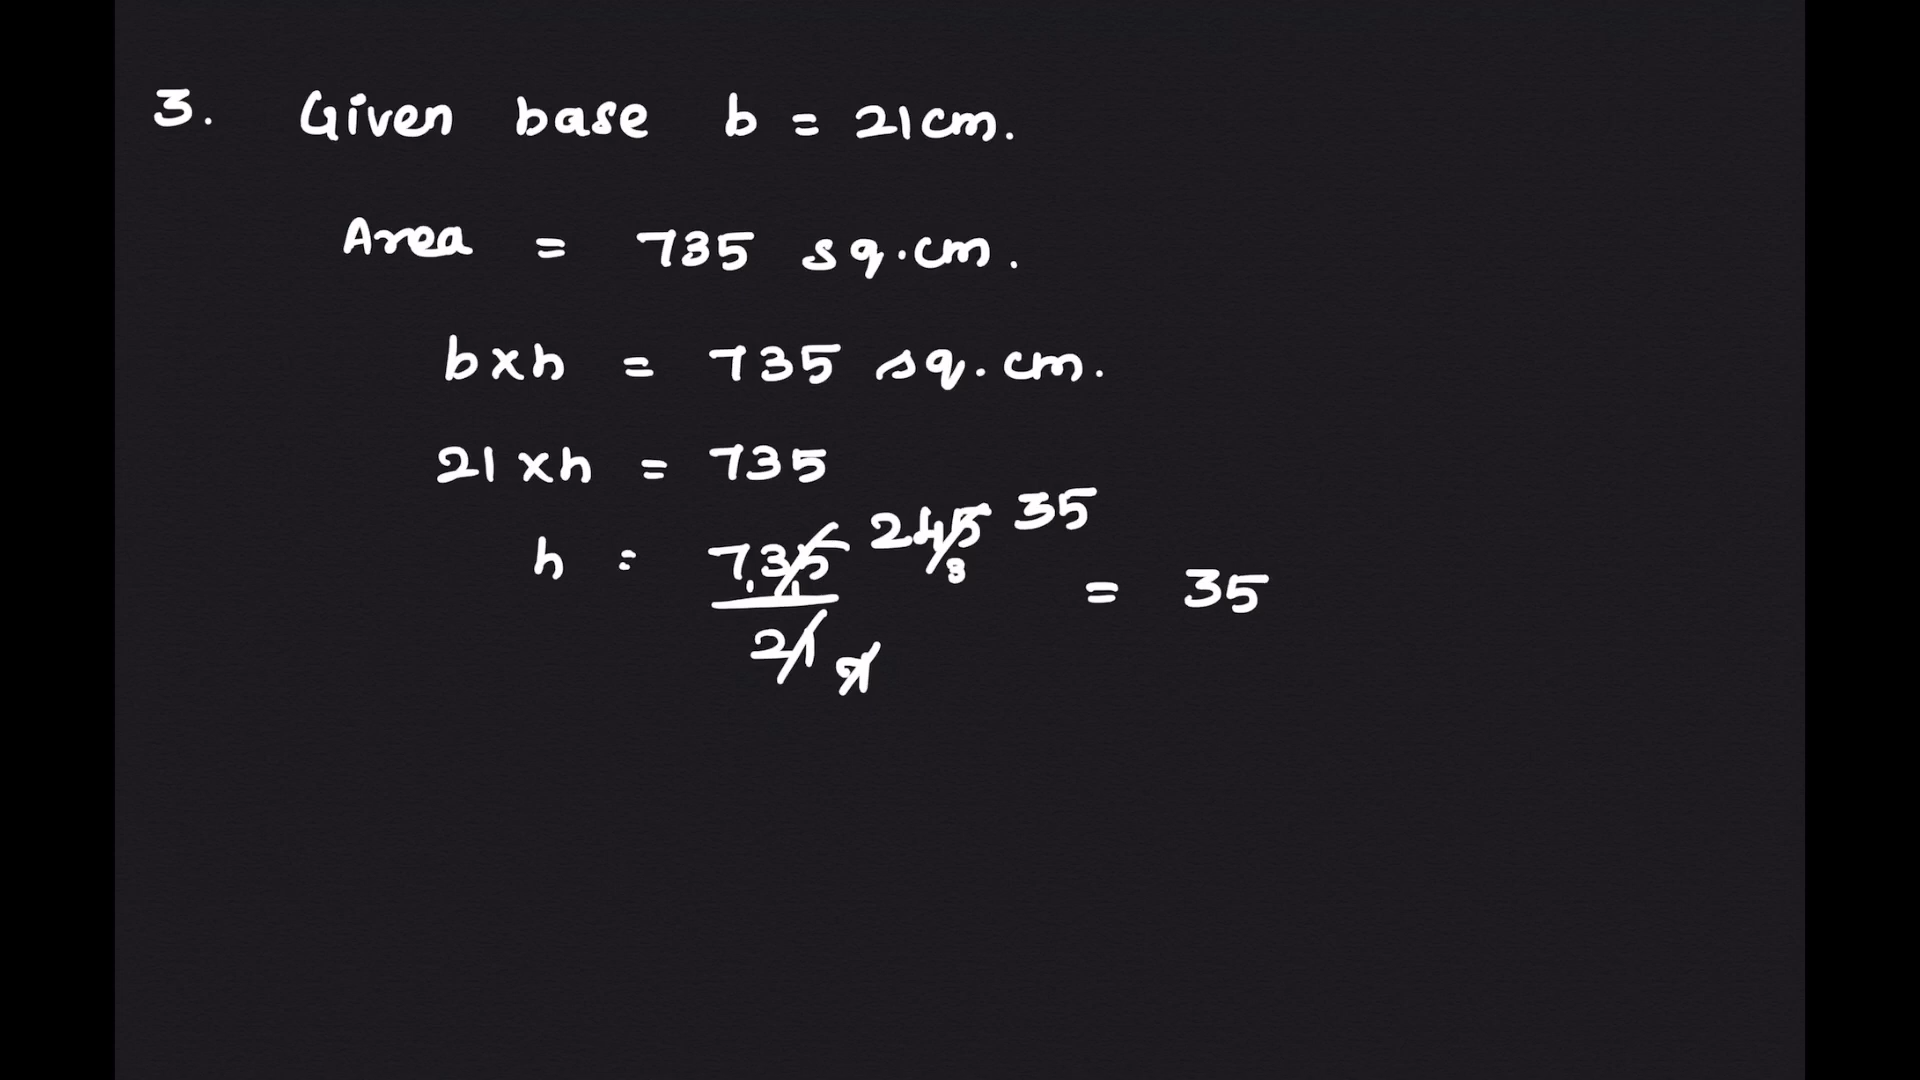 3. Given base b = 21cm.
Area = 735 sq.cm.
b×h = 735 sq.cm.
21×h = 735
h = 735/21 245 35 = 35